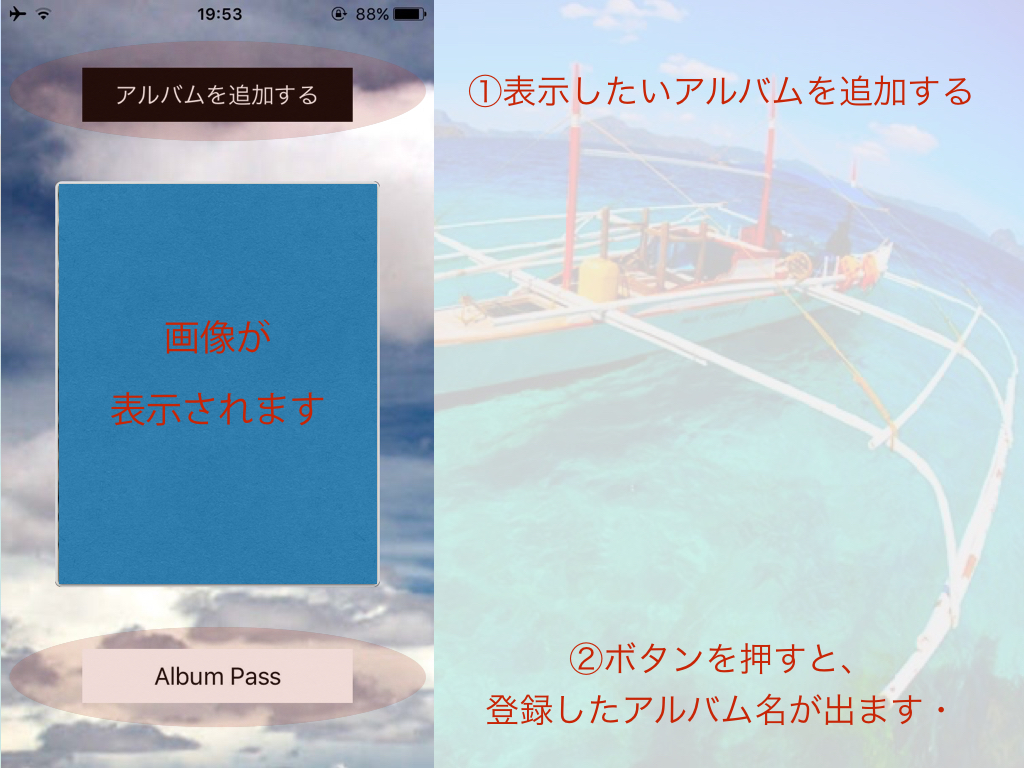 19:53
88%
アルバムを追加する
①表示したいアルバムを追加する
画像が
表示されます
Album Pass
②ボタンを押すと、
登録したアルバム名が出ます・